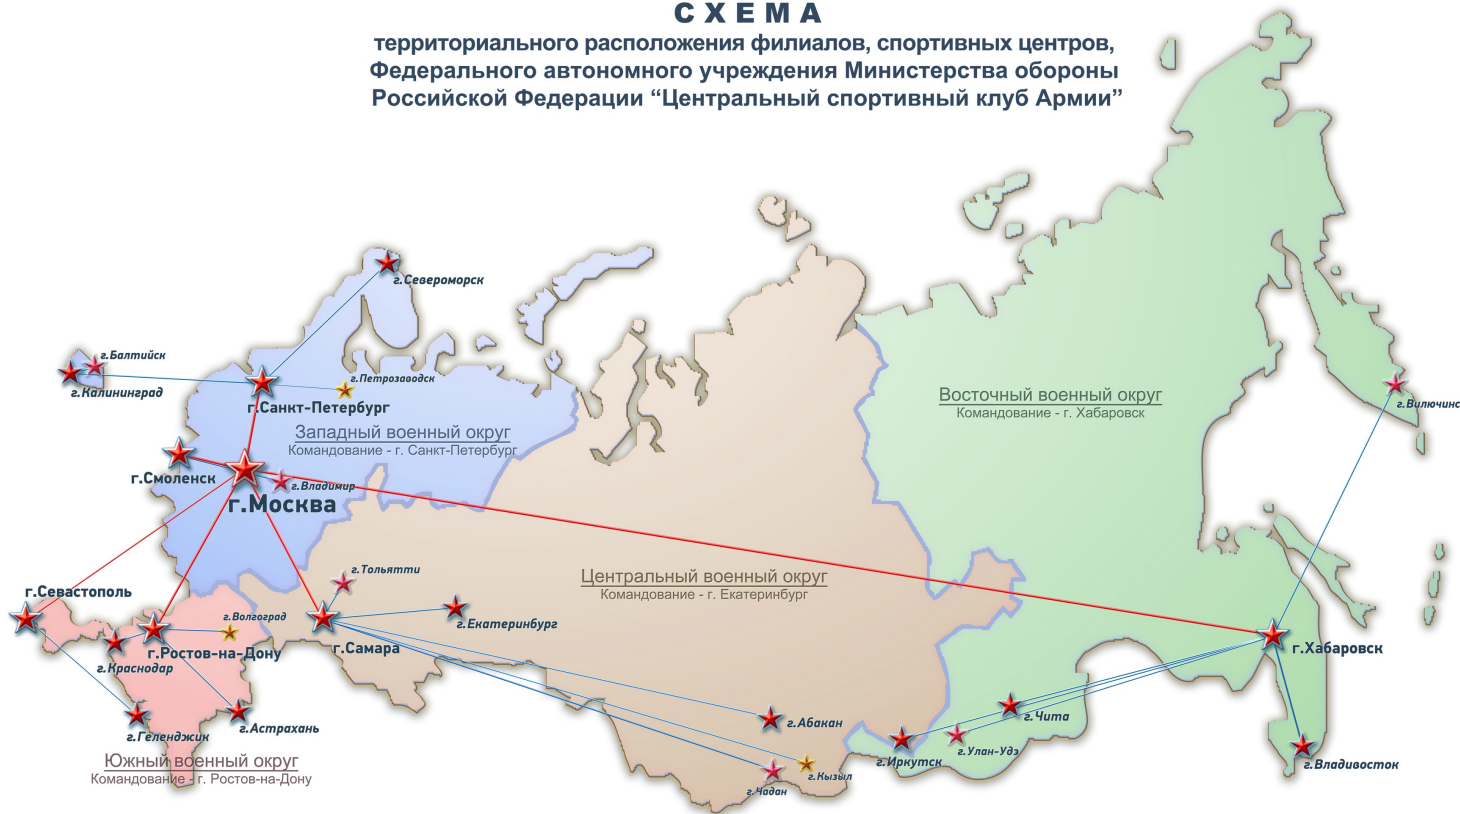 СХЕМА
территориального расположения филиалов, спортивных центров,
Федерального автономного учреждения Министерства обороны
Российской Федерации “Центральный спортивный клуб Армии”
г.Североморск
г.Балтийск
г.Калининград
г.Петрозаводск
г.Санкт-Петербург
Западный военный округ
Командование - г. Санкт-Петербург
г.Смоленск
г.Владимир
г.Москва
Восточный военный округ
Командование - г. Хабаровск
г.Вилючинс
Центральный военный округ
Командование - г. Екатеринбург
г.Тольятти
г.Севастополь
г.Волгоград
г.Екатеринбург
г.Ростов-на-Дону
г.Самара
г.Хабаровск
г.Краснодар
г.Геленджик
г.Астрахань
г.Абакан
г.Чита
г.Улан-Удэ
г.Иркутск
г.Владивосток
г.Кызыл
г.Чадан
Южный военный округ
Командование - г. Ростов-на-Дону